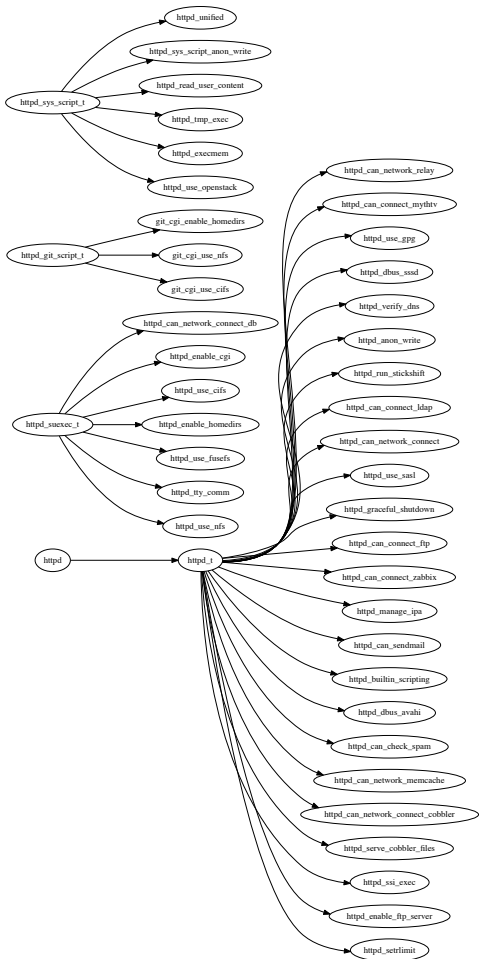 httpd_unified
httpd_sys_script_anon_write
httpd_read_user_content
httpd_sys_script_t
httpd_tmp_exec
httpd_execmem
httpd_use_openstack
httpd_can_network_relay
httpd_can_connect_mythtv
git_cgi_enable_homedirs
httpd_use_gpg
httpd_git_script_t
git_cgi_use_nfs
httpd_dbus_sssd
git_cgi_use_cifs
httpd_verify_dns
httpd_can_network_connect_db
httpd_anon_write
httpd_enable_cgi
httpd_run_stickshift
httpd_use_cifs
httpd_can_connect_ldap
httpd_suexec_t
httpd_enable_homedirs
httpd_can_network_connect
httpd_use_fusefs
httpd_use_sasl
httpd_tty_comm
httpd_graceful_shutdown
httpd_use_nfs
httpd_can_connect_ftp
httpd
httpd_t
httpd_can_connect_zabbix
httpd_manage_ipa
httpd_can_sendmail
httpd_builtin_scripting
httpd_dbus_avahi
httpd_can_check_spam
httpd_can_network_memcache
httpd_can_network_connect_cobbler
httpd_serve_cobbler_files
httpd_ssi_exec
httpd_enable_ftp_server
httpd_setrlimit